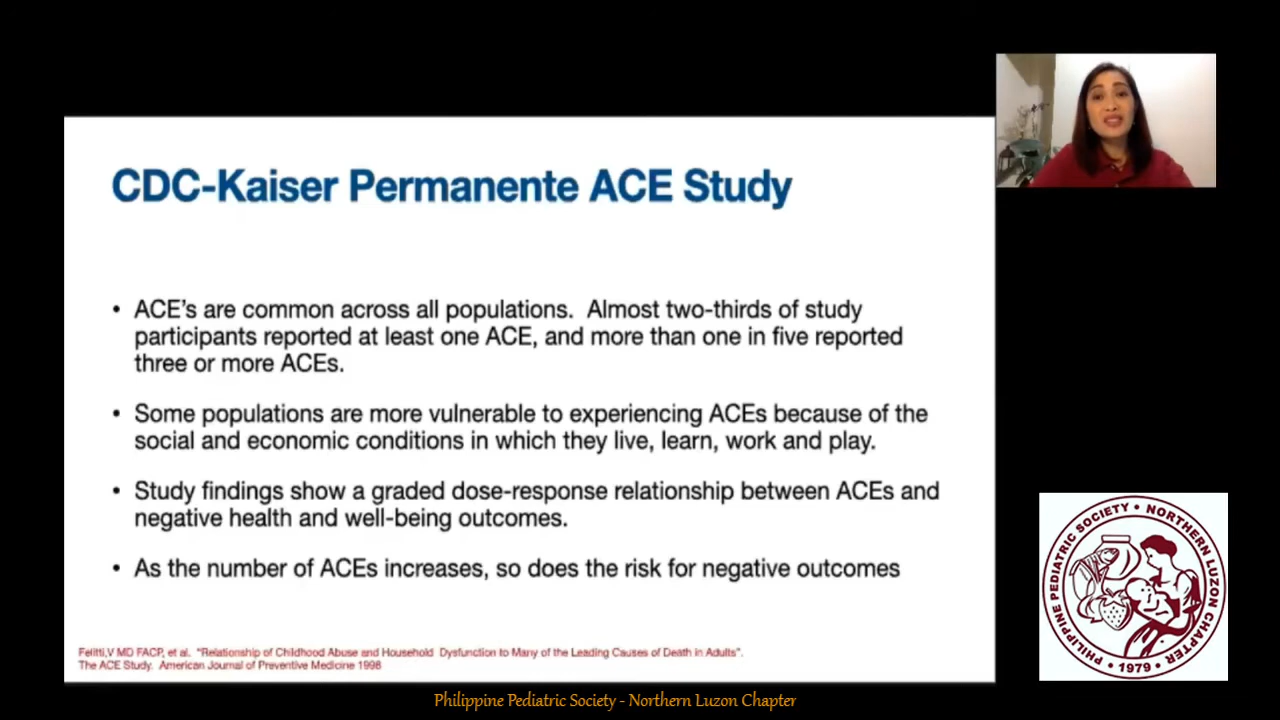 CDC-Kaiser Permanente ACE Study
• ACE's are common across all populations. Almost two-thirds of study
participants reported at least one ACE, and more than one in five reported
three or more ACEs.
• Some populations are more vulnerable to experiencing ACEs because of the
social and economic conditions in which they live, learn, work and play.
• Study findings show a graded dose-response relationship between ACEs and
negative health and well-being outcomes.
• As the number of ACEs increases, so does the risk for negative outcomes
Felitti,V MD FACP, et al. "Relationship of Childhood Abuse and Household Dysfunction to Many of the Leading Causes of Death in Adults".
The ACE Study. American Journal of Preventive Medicine 1998
PHILIPPINE PEDIATRIC SOCIETY • NORTHERN LUZON CHAPTER
• 1979 •
Philippine Pediatric Society - Northern Luzon Chapter